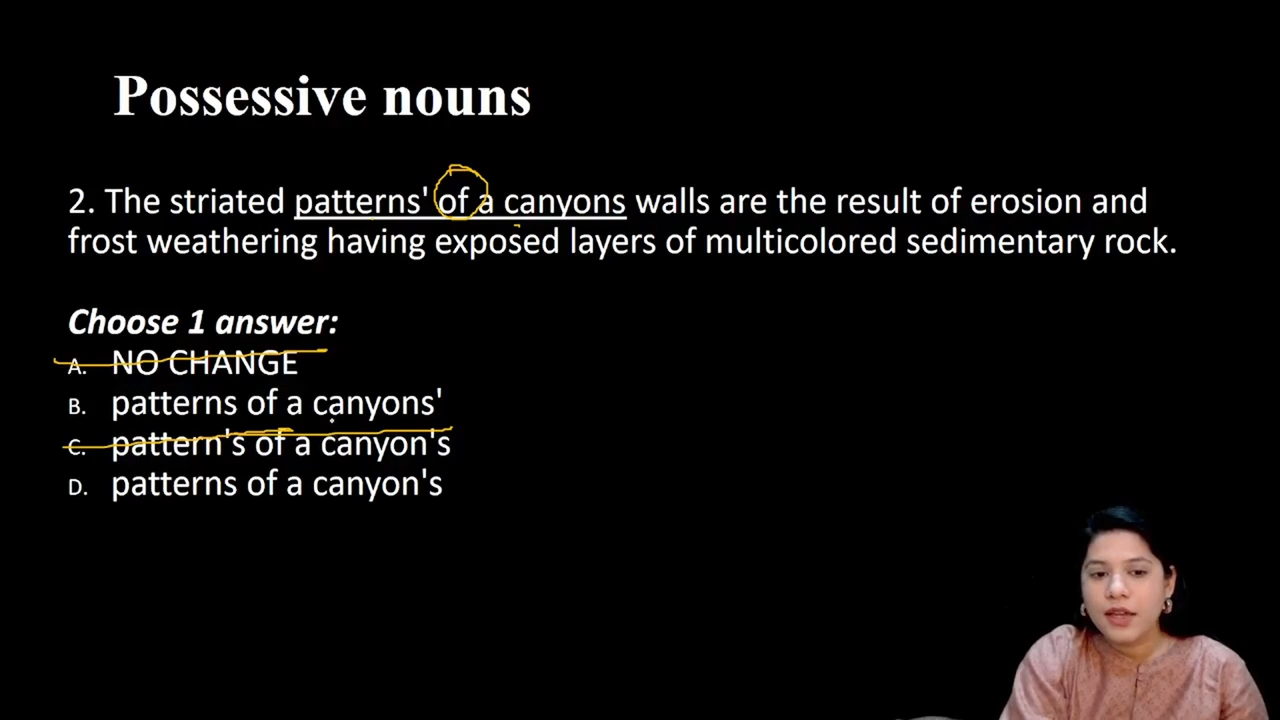 Possessive nouns
2. The striated patterns' of a canyons walls are the result of erosion and
frost weathering having exposed layers of multicolored sedimentary rock.
Choose 1 answer:
A. NO CHANGE
B. patterns of a canyons'
C. pattern's of a canyon's
D. patterns of a canyon's